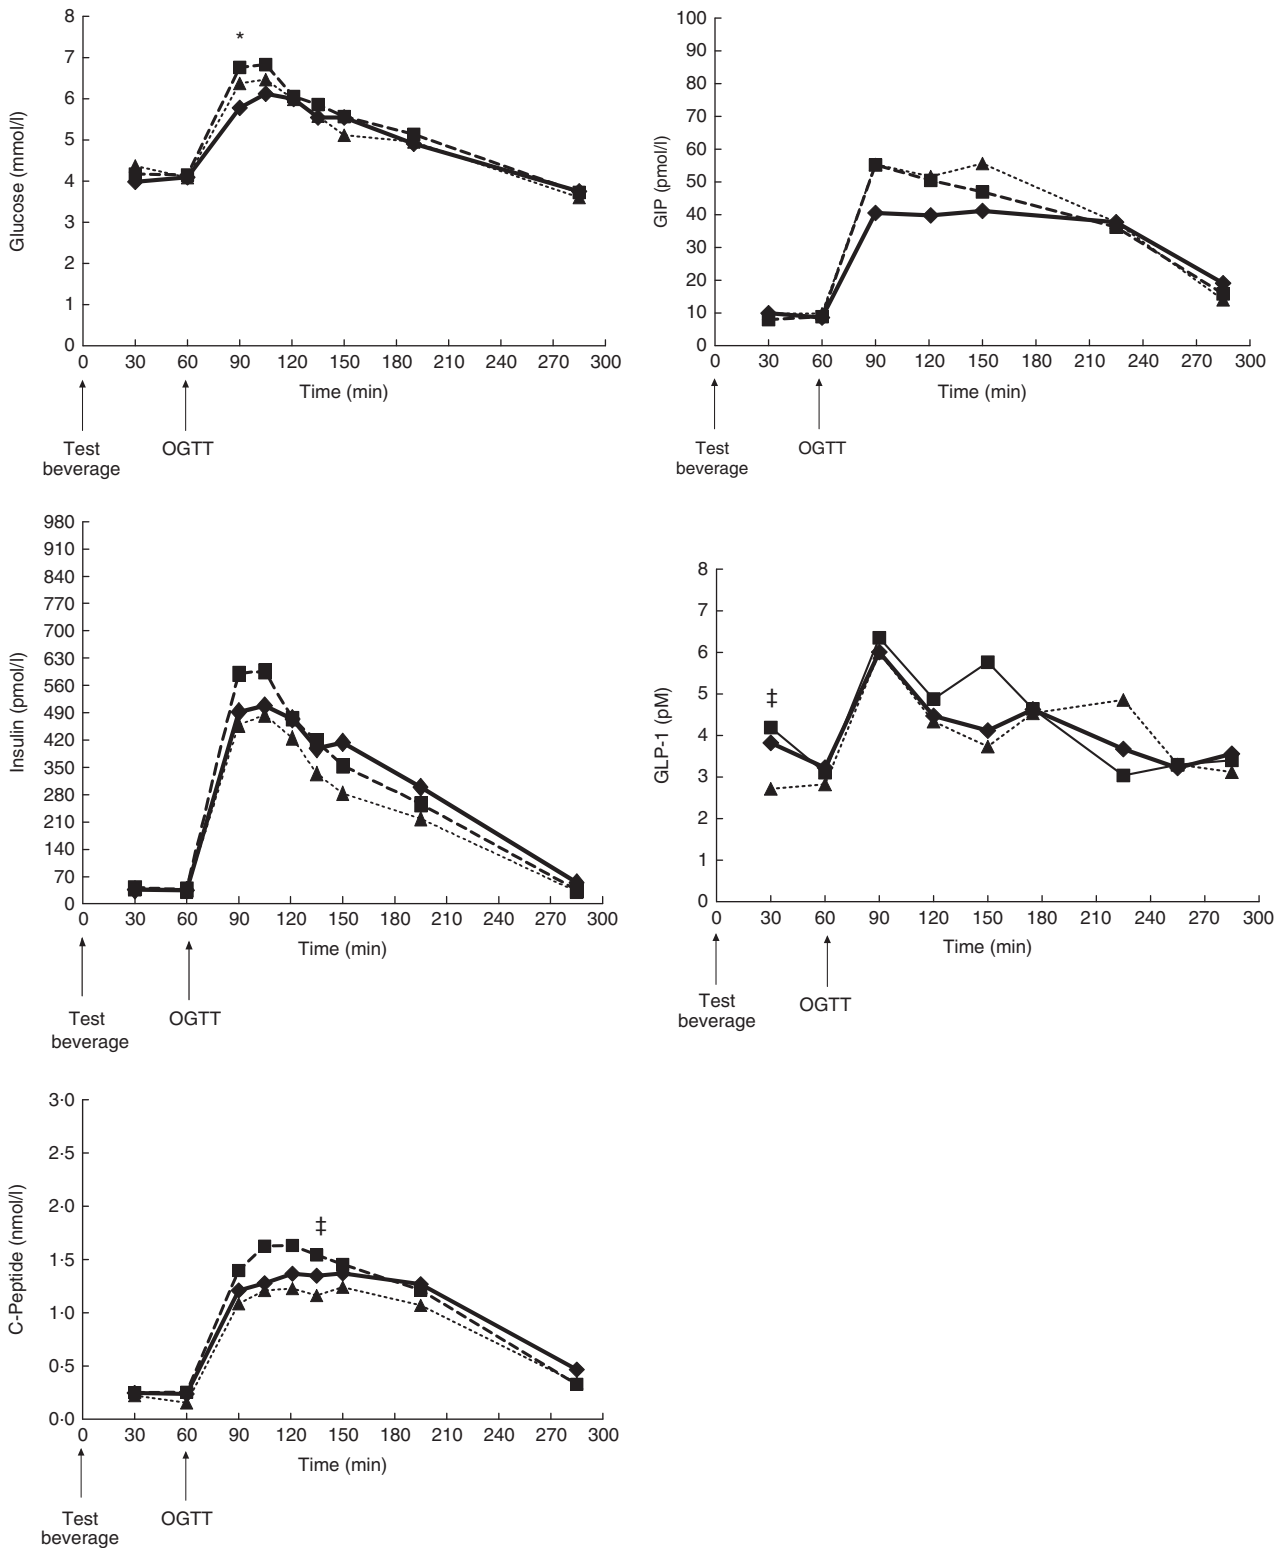 8
*
7
6
5
4
3
2
1
0
Glucose (mmol/l)
0 30 60 90 120 150 180 210 240 270 300
Time (min)
Test
beverage
OGTT
100
90
80
70
60
50
40
30
20
10
0
GIP (pmol/l)
0 30 60 90 120 150 180 210 240 270 300
Time (min)
Test
beverage
OGTT
980
910
840
770
700
630
560
490
420
350
280
210
140
70
0
Insulin (pmol/l)
0 30 60 90 120 150 180 210 240 270 300
Time (min)
Test
beverage
OGTT
8
7
6
5
‡
4
3
2
1
0
GLP-1 (pM)
0 30 60 90 120 150 180 210 240 270 300
Time (min)
Test
beverage
OGTT
3·0
2·5
2·0
‡
1·5
1·0
0·5
0·0
C-Peptide (nmol/l)
0 30 60 90 120 150 180 210 240 270 300
Time (min)
Test
beverage
OGTT